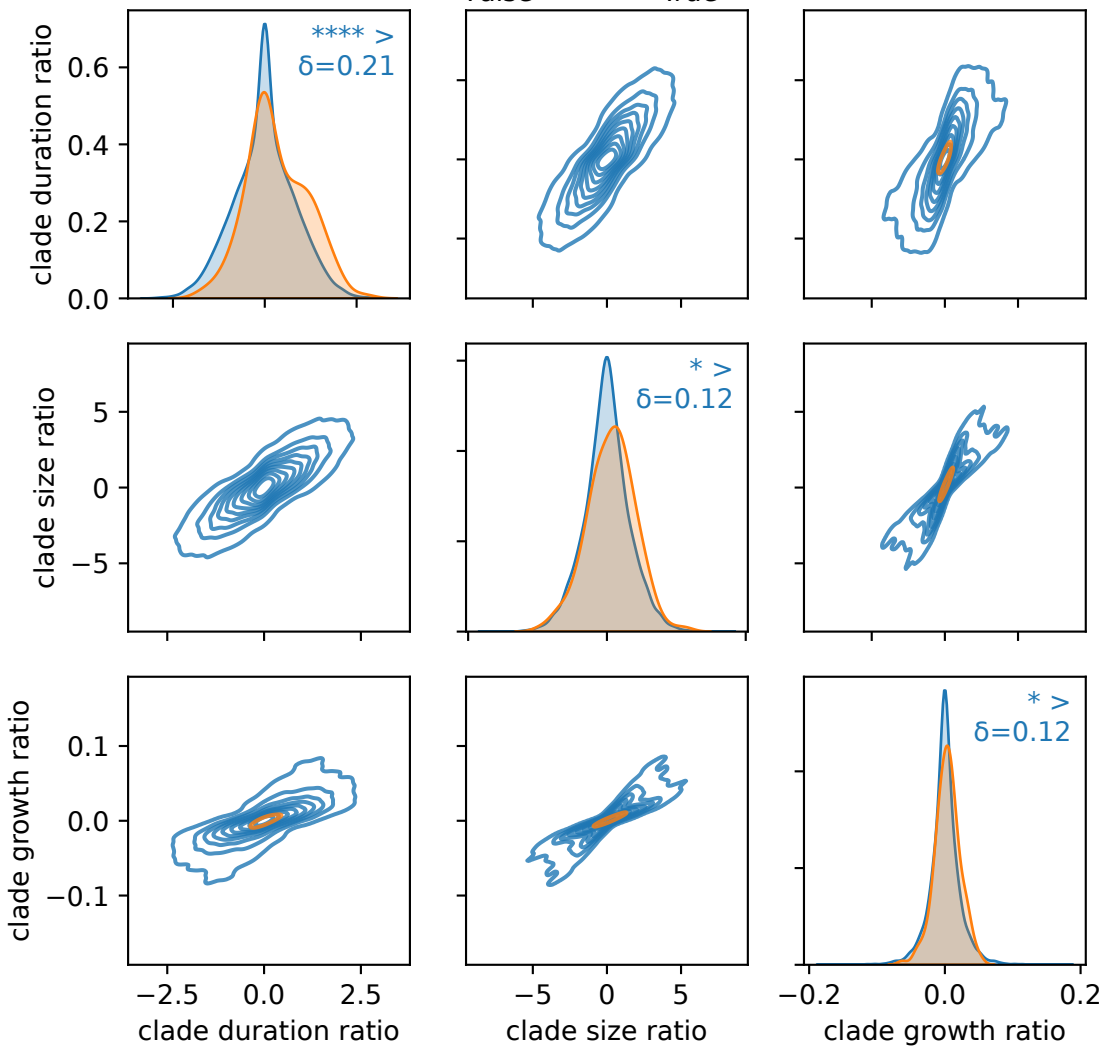 clade duration ratio
0.6
0.4
0.2
0.0
**** >
δ=0.21
clade size ratio
5
0
−5
* >
δ=0.12
clade growth ratio
0.1
0.0
−0.1
* >
δ=0.12
−2.5 0.0 2.5
clade duration ratio
−5 0 5
clade size ratio
−0.2 0.0 0.2
clade growth ratio